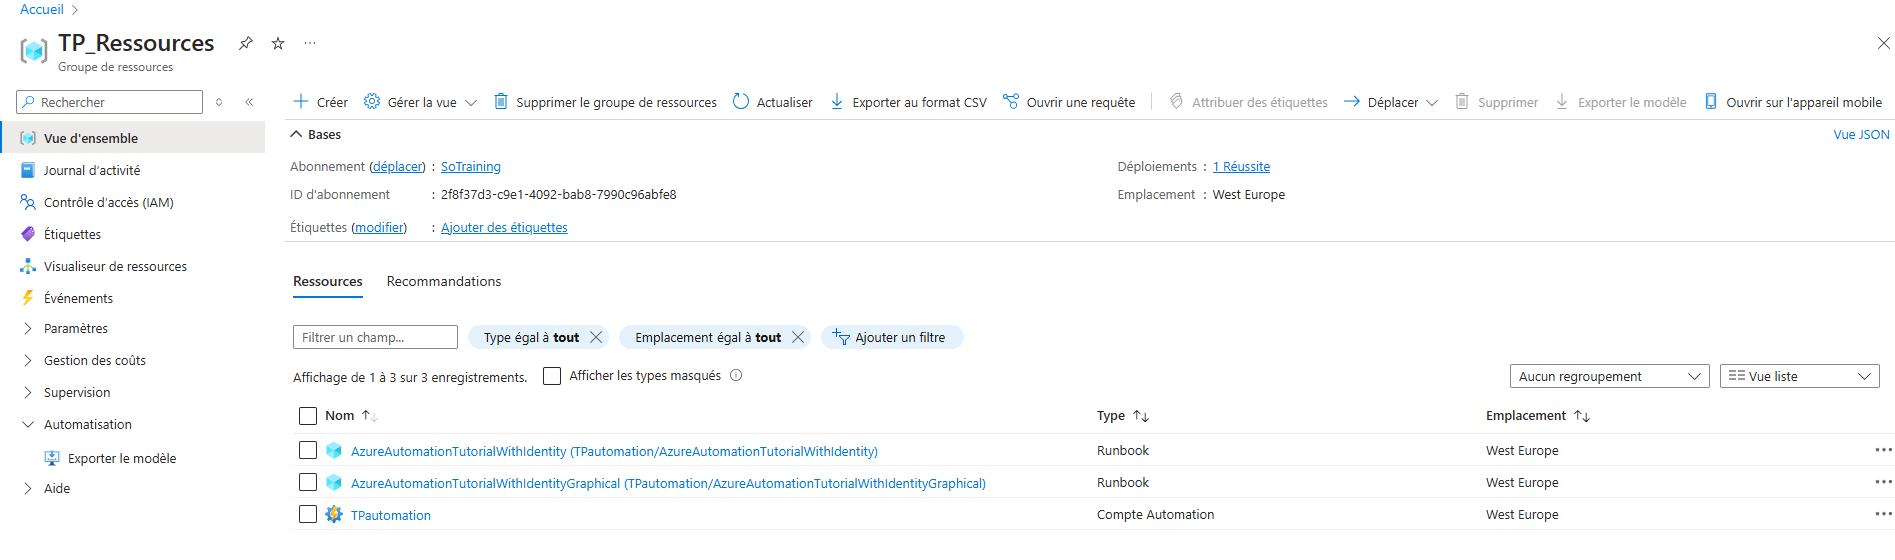 Accueil
TP_Ressources
Groupe de ressources
Rechercher
Vue d'ensemble
Journal d'activité
Contrôle d'accès (IAM)
Étiquettes
Visualiseur de ressources
Événements
Paramètres
Gestion des coûts
Supervision
Automatisation
Exporter le modèle
Aide
Créer Gérer la vue Supprimer le groupe de ressources Actualiser Exporter au format CSV Ouvrir une requête Attribuer des étiquettes Déplacer Supprimer Exporter le modèle Ouvrir sur l'appareil mobile
Bases Vue JSON
Abonnement (déplacer) : SoTraining Déploiements : 1 Réussite
ID d'abonnement : 2f8f37d3-c9e1-4092-bab8-7990c96abfe8 Emplacement : West Europe
Étiquettes (modifier) : Ajouter des étiquettes
Ressources Recommandations
Filtrer un champ... Type égal à tout Emplacement égal à tout Ajouter un filtre
Affichage de 1 à 3 sur 3 enregistrements. Afficher les types masqués Aucun regroupement Vue liste
Nom Type Emplacement
AzureAutomationTutorialWithIdentity (TPautomation/AzureAutomationTutorialWithIdentity) Runbook West Europe
AzureAutomationTutorialWithIdentityGraphical (TPautomation/AzureAutomationTutorialWithIdentityGraphical) Runbook West Europe
TPautomation Compte Automation West Europe